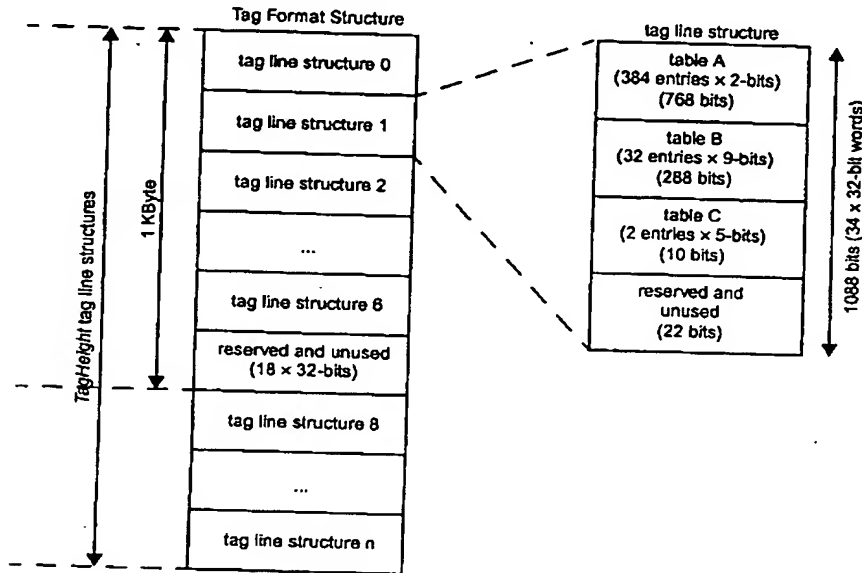 Tag Format Structure
TagHeight tag line structures
1 KByte
tag line structure 0
tag line structure 1
tag line structure 2
...
tag line structure 6
reserved and unused
(18 × 32-bits)
tag line structure 8
...
tag line structure n
tag line structure
table A
(384 entries × 2-bits)
(768 bits)
table B
(32 entries × 9-bits)
(288 bits)
table C
(2 entries × 5-bits)
(10 bits)
reserved and
unused
(22 bits)
1088 bits (34 x 32-bit words)